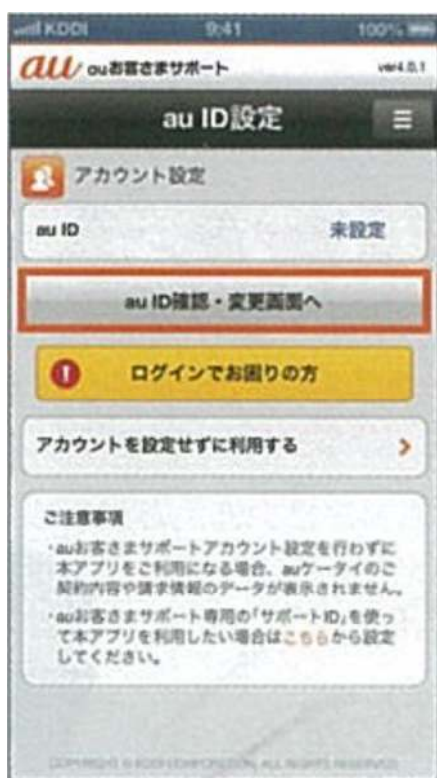 KDDI 9:41 100%
au auお客さまサポート ver4.0.1
au ID設定
アカウント設定
au ID 未設定
au ID確認・変更画面へ
ログインでお困りの方
アカウントを設定せずに利用する
ご注意事項
・auお客さまサポートアカウント設定を行わずに
本アプリをご利用になる場合、auケータイのご
契約内容や請求情報のデータが表示されません。
・auお客さまサポート専用の「サポートID」を使っ
て本アプリを利用したい場合はこちらから設定
してください。
COPYRIGHT © KDDI CORPORATION, ALL RIGHTS RESERVED